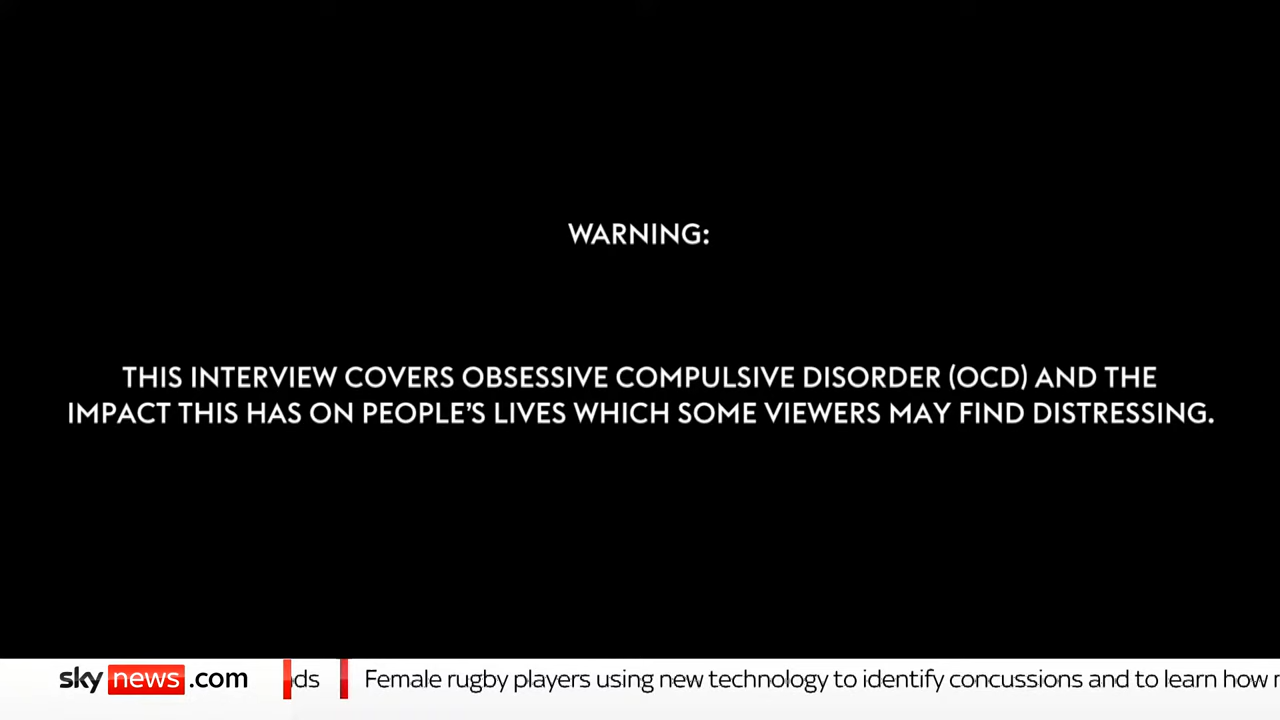 WARNING:
THIS INTERVIEW COVERS OBSESSIVE COMPULSIVE DISORDER (OCD) AND THE
IMPACT THIS HAS ON PEOPLE'S LIVES WHICH SOME VIEWERS MAY FIND DISTRESSING.
sky news .com ds Female rugby players using new technology to identify concussions and to learn how